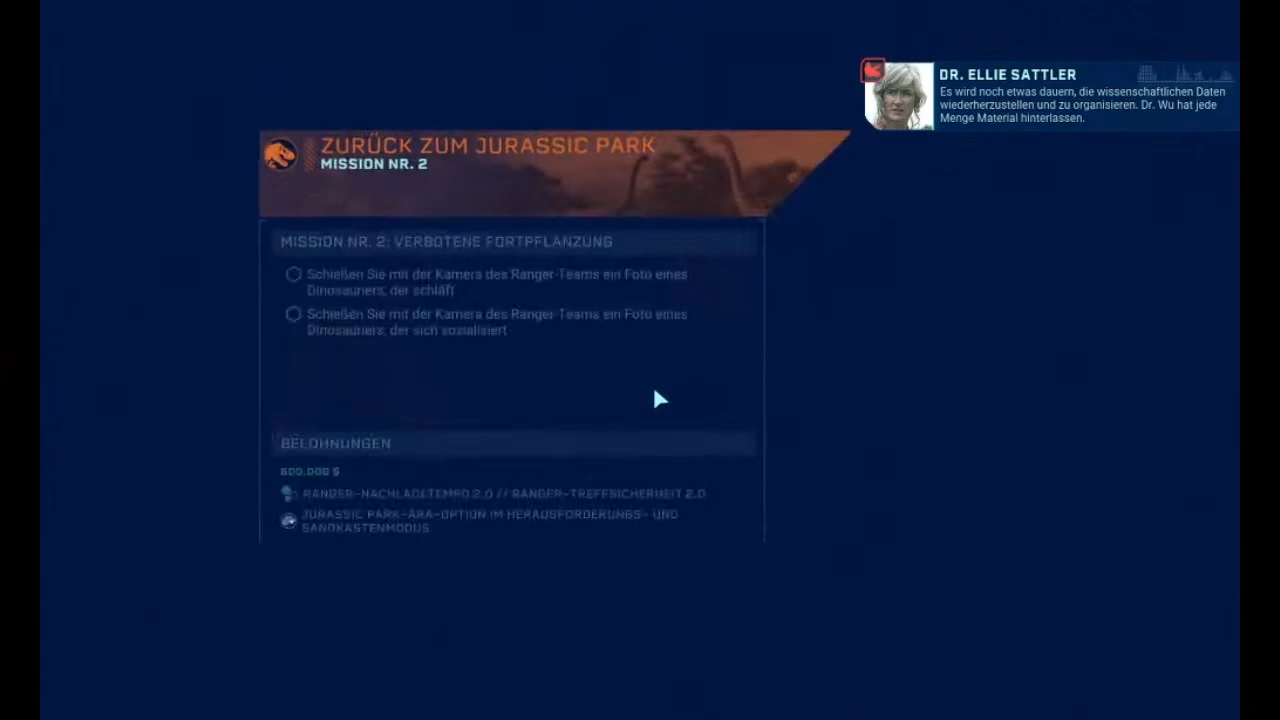 DR. ELLIE SATTLER
Es wird noch etwas dauern, die wissenschaftlichen Daten
wiederherzustellen und zu organisieren. Dr. Wu hat jede
Menge Material hinterlassen.
ZURÜCK ZUM JURASSIC PARK
MISSION NR. 2
MISSION NR. 2: VERBOTENE FORTPFLANZUNG
Schießen Sie mit der Kamera des Ranger-Teams ein Foto eines
Dinosauriers, der schläft
Schießen Sie mit der Kamera des Ranger-Teams ein Foto eines
Dinosauriers, der sich sozialisiert
BELOHNUNGEN
600.000 $
RANGER-NACHLADETEMPO 2.0 // RANGER-TREFFSICHERHEIT 2.0
JURASSIC PARK-ÄRA-OPTION IM HERAUSFORDERUNGS- UND
SANDKASTENMODUS